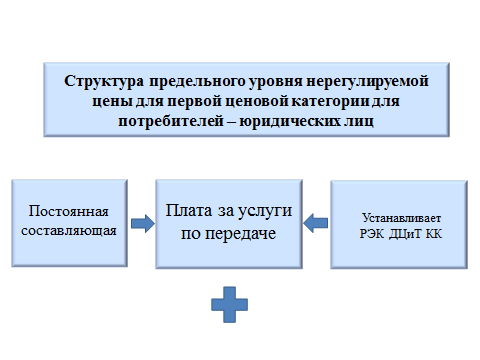 Структура предельного уровня нерегулируемой
цены для первой ценовой категории для
потребителей – юридических лиц
Постоянная
составляющая
Плата за услуги
по передаче
Устанавливает
РЭК ДЦиТ КК